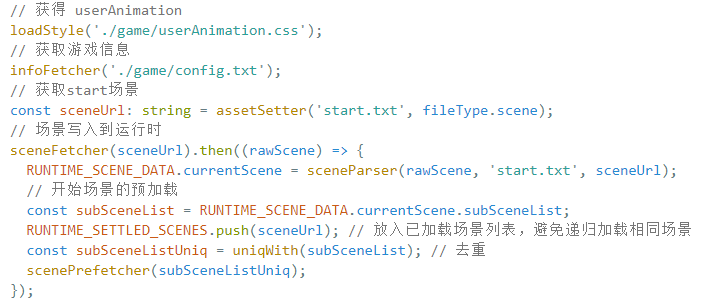 // 获得 userAnimation
loadStyle('./game/userAnimation.css');
// 获取游戏信息
infoFetcher('./game/config.txt');
// 获取start场景
const sceneUrl: string = assetSetter('start.txt', fileType.scene);
// 场景写入到运行时
sceneFetcher(sceneUrl).then((rawScene) => {
  RUNTIME_SCENE_DATA.currentScene = sceneParser(rawScene, 'start.txt', sceneUrl);
  // 开始场景的预加载
  const subSceneList = RUNTIME_SCENE_DATA.currentScene.subSceneList;
  RUNTIME_SETTLED_SCENES.push(sceneUrl); // 放入已加载场景列表，避免递归加载相同场景
  const subSceneListUniq = uniqWith(subSceneList); // 去重
  scenePrefetcher(subSceneListUniq);
});